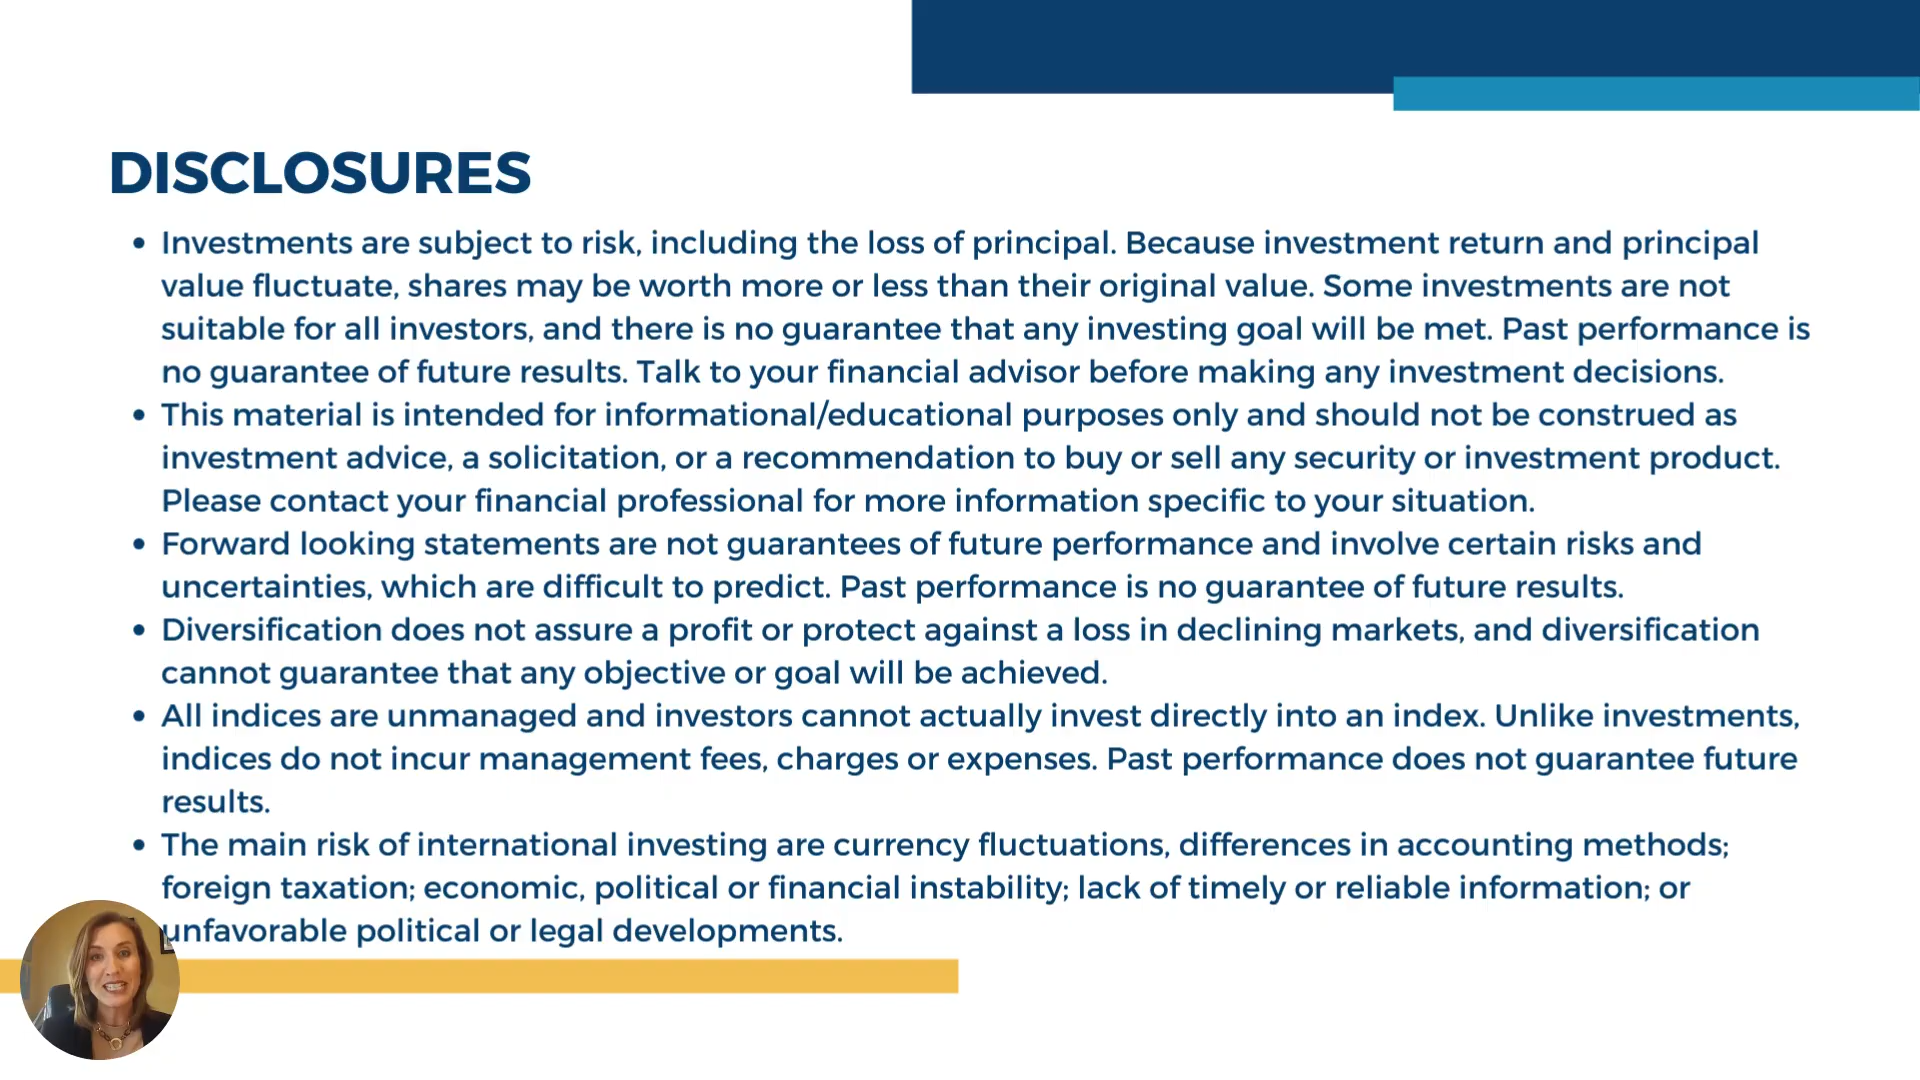 DISCLOSURES
• Investments are subject to risk, including the loss of principal. Because investment return and principal
value fluctuate, shares may be worth more or less than their original value. Some investments are not
suitable for all investors, and there is no guarantee that any investing goal will be met. Past performance is
no guarantee of future results. Talk to your financial advisor before making any investment decisions.
• This material is intended for informational/educational purposes only and should not be construed as
investment advice, a solicitation, or a recommendation to buy or sell any security or investment product.
Please contact your financial professional for more information specific to your situation.
• Forward looking statements are not guarantees of future performance and involve certain risks and
uncertainties, which are difficult to predict. Past performance is no guarantee of future results.
• Diversification does not assure a profit or protect against a loss in declining markets, and diversification
cannot guarantee that any objective or goal will be achieved.
• All indices are unmanaged and investors cannot actually invest directly into an index. Unlike investments,
indices do not incur management fees, charges or expenses. Past performance does not guarantee future
results.
• The main risk of international investing are currency fluctuations, differences in accounting methods;
foreign taxation; economic, political or financial instability; lack of timely or reliable information; or
unfavorable political or legal developments.